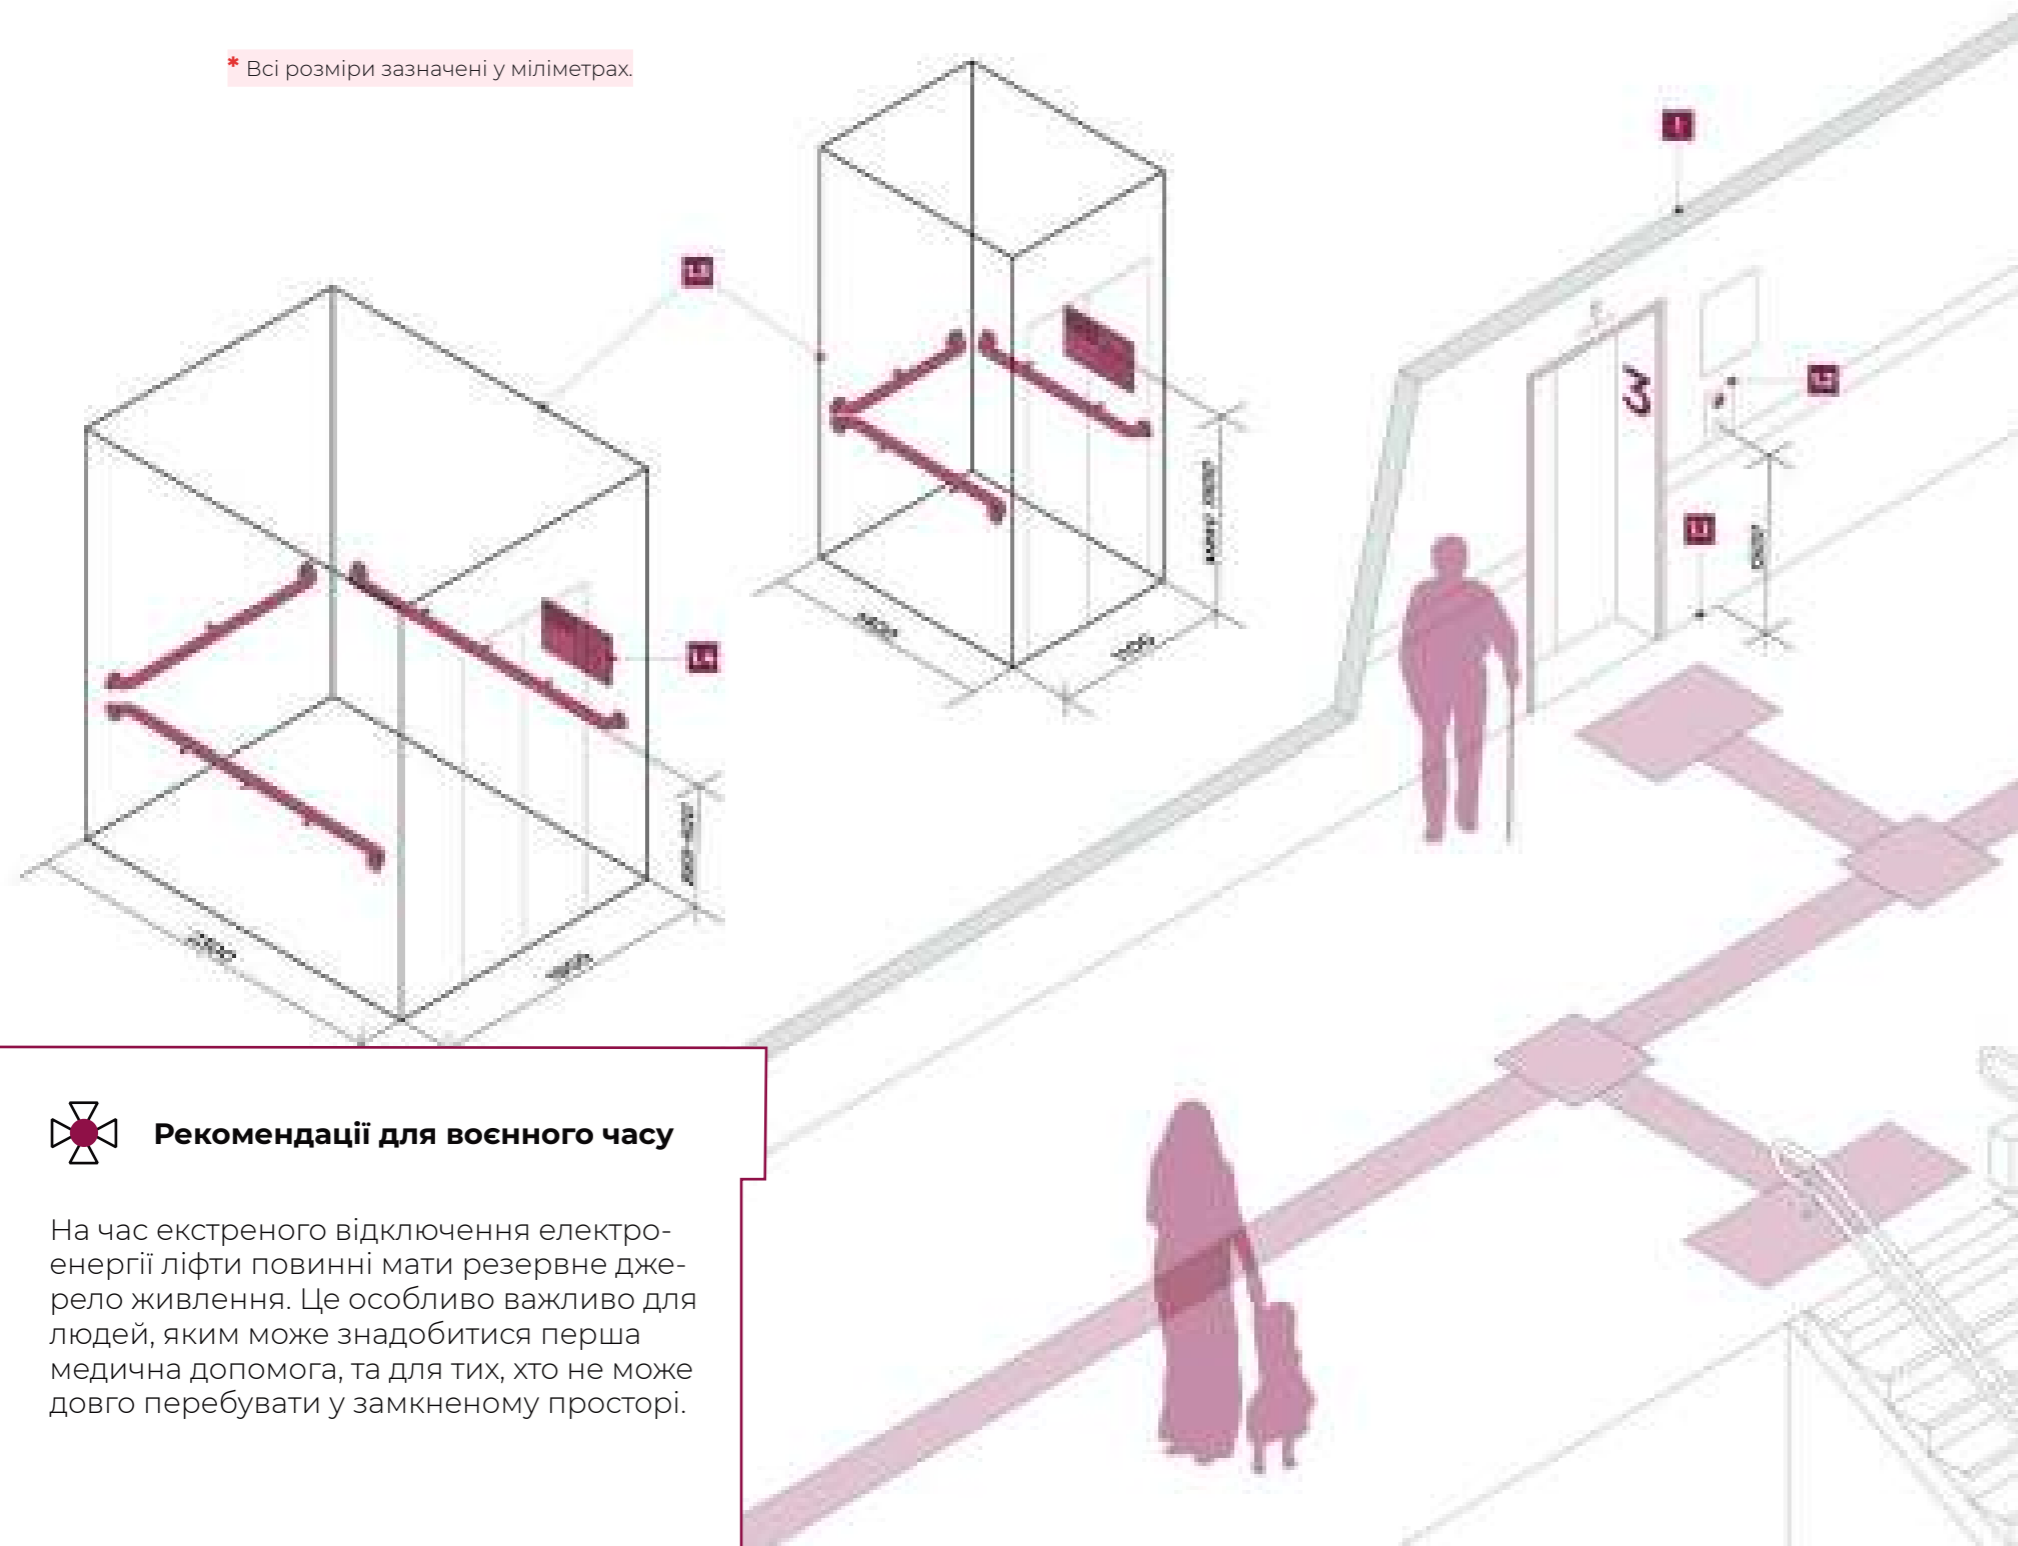 * Всі розміри зазначені у міліметрах.
1100
Рекомендації для воєнного часу
На час екстреного відключення електро-
енергії ліфти повинні мати резервне дже-
рело живлення. Це особливо важливо для
людей, яким може знадобитися перша
медична допомога, та для тих, хто не може
довго перебувати у замкненому просторі.